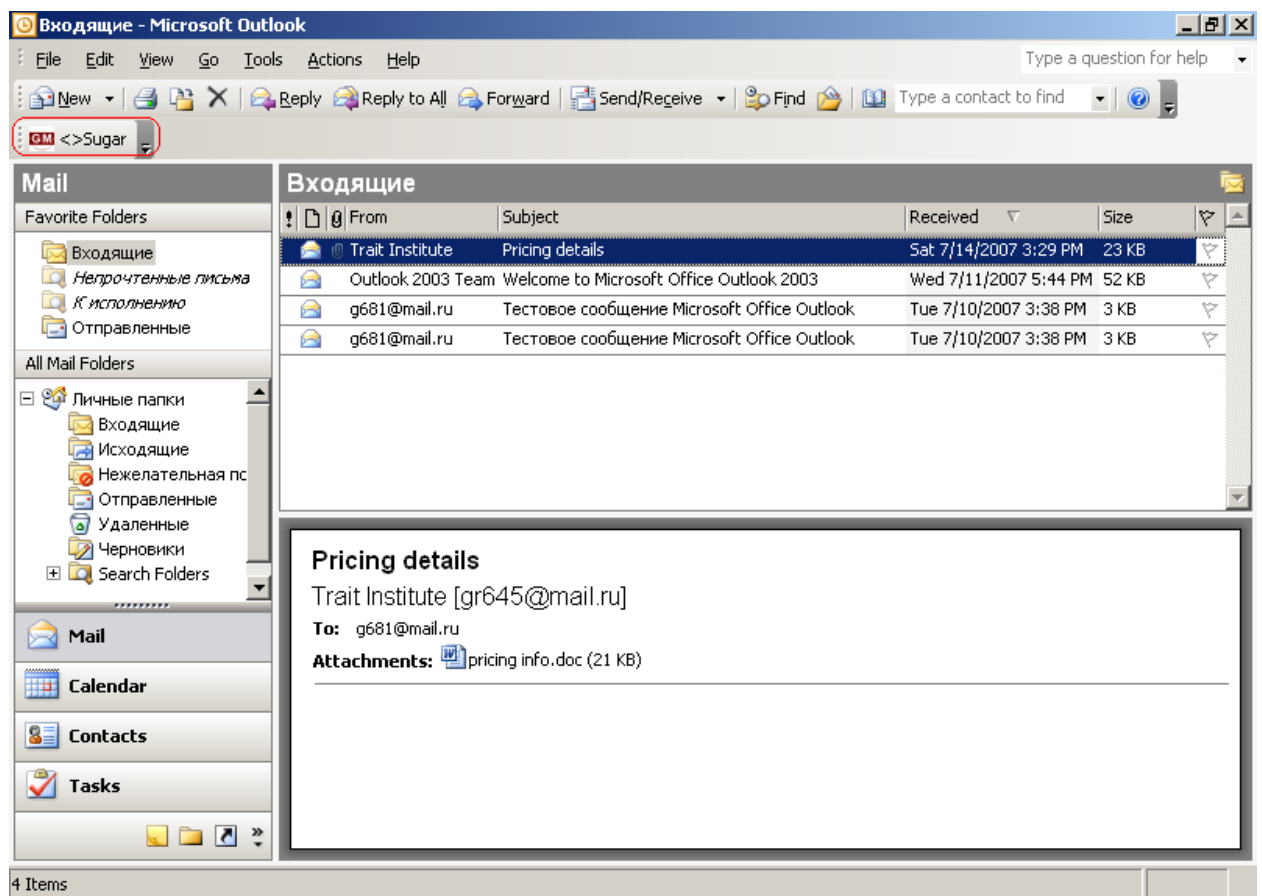 Входящие - Microsoft Outlook
File Edit View Go Tools Actions Help Type a question for help
New Reply Reply to All Forward Send/Receive Find Type a contact to find
GM <>Sugar
Mail
Favorite Folders
Входящие
Непрочтенные письма
К исполнению
Отправленные
All Mail Folders
Личные папки
Входящие
Исходящие
Нежелательная пс
Отправленные
Удаленные
Черновики
Search Folders
Mail
Calendar
Contacts
Tasks
Входящие
From Subject Received Size
Trait Institute Pricing details Sat 7/14/2007 3:29 PM 23 KB
Outlook 2003 Team Welcome to Microsoft Office Outlook 2003 Wed 7/11/2007 5:44 PM 52 KB
g681@mail.ru Тестовое сообщение Microsoft Office Outlook Tue 7/10/2007 3:38 PM 3 KB
g681@mail.ru Тестовое сообщение Microsoft Office Outlook Tue 7/10/2007 3:38 PM 3 KB
Pricing details
Trait Institute [gr645@mail.ru]
To: g681@mail.ru
Attachments: pricing info.doc (21 KB)
4 Items